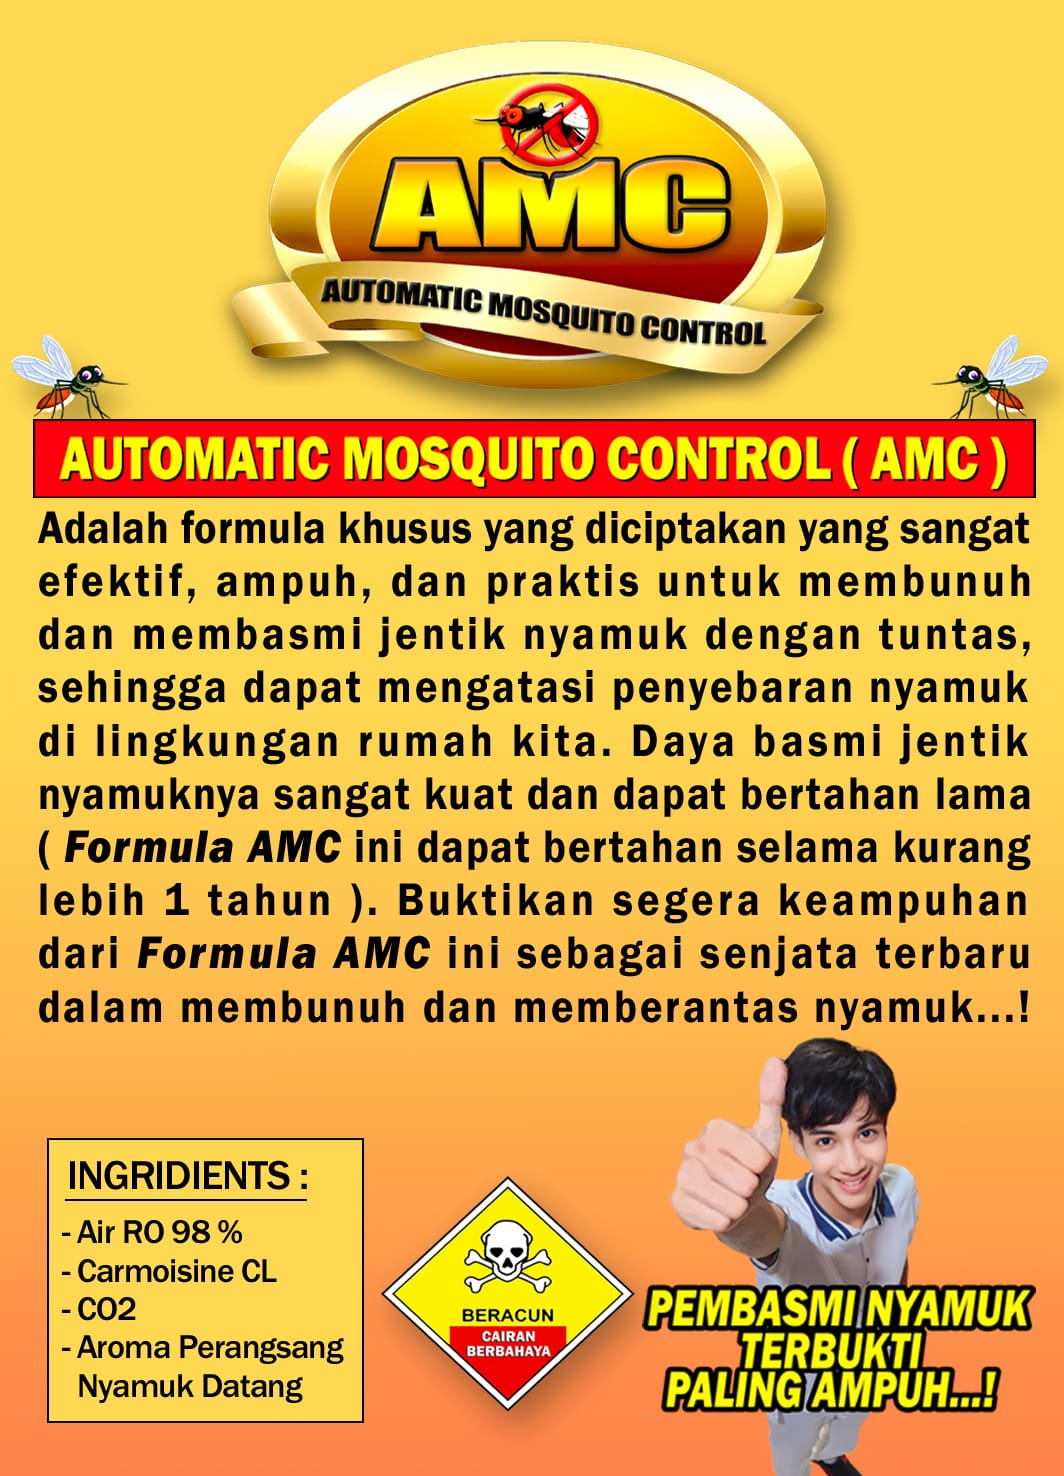 AMC
AUTOMATIC MOSQUITO CONTROL
AUTOMATIC MOSQUITO CONTROL ( AMC )
Adalah formula khusus yang diciptakan yang sangat
efektif, ampuh, dan praktis untuk membunuh
dan membasmi jentik nyamuk dengan tuntas,
sehingga dapat mengatasi penyebaran nyamuk
di lingkungan rumah kita. Daya basmi jentik
nyamuknya sangat kuat dan dapat bertahan lama
( Formula AMC ini dapat bertahan selama kurang
lebih 1 tahun ). Buktikan segera keampuhan
dari Formula AMC ini sebagai senjata terbaru
dalam membunuh dan memberantas nyamuk...!
INGRIDIENTS :
- Air RO 98 %
- Carmoisine CL
- CO2
- Aroma Perangsang
Nyamuk Datang
BERACUN
CAIRAN
BERBAHAYA
PEMBASMI NYAMUK
TERBUKTI
PALING AMPUH...!